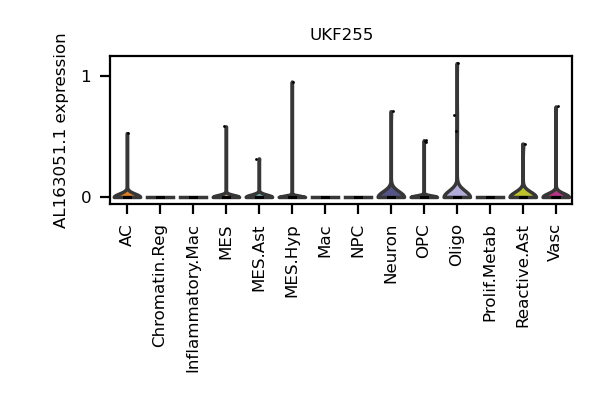 UKF255
AL163051.1 expression
1
0
AC
Chromatin.Reg
Inflammatory.Mac
MES
MES.Ast
MES.Hyp
Mac
NPC
Neuron
OPC
Oligo
Prolif.Metab
Reactive.Ast
Vasc